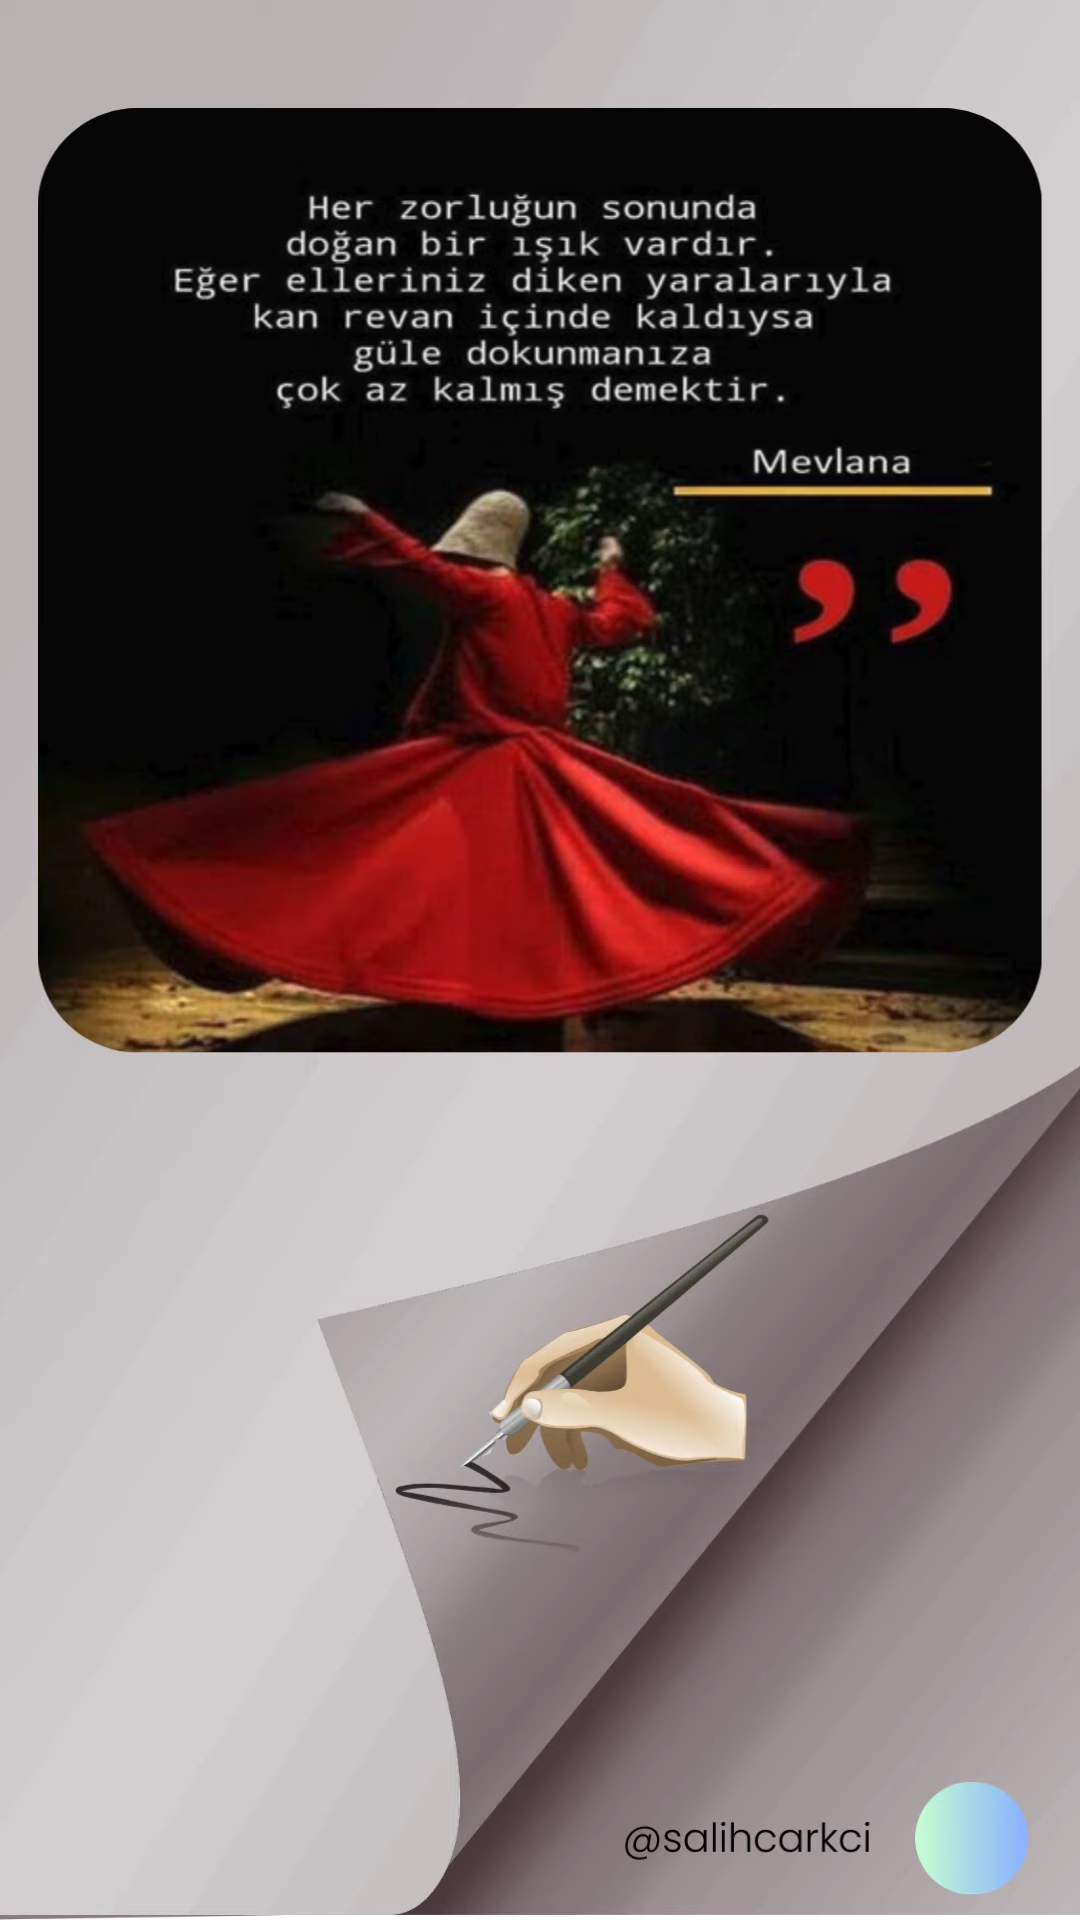 Her zorluğun sonunda
doğan bir ışık vardır.
Eğer elleriniz diken yaralarıyla
kan revan içinde kaldıysa
güle dokunmanıza
çok az kalmış demektir.
Mevlana
”
@salihcarkci